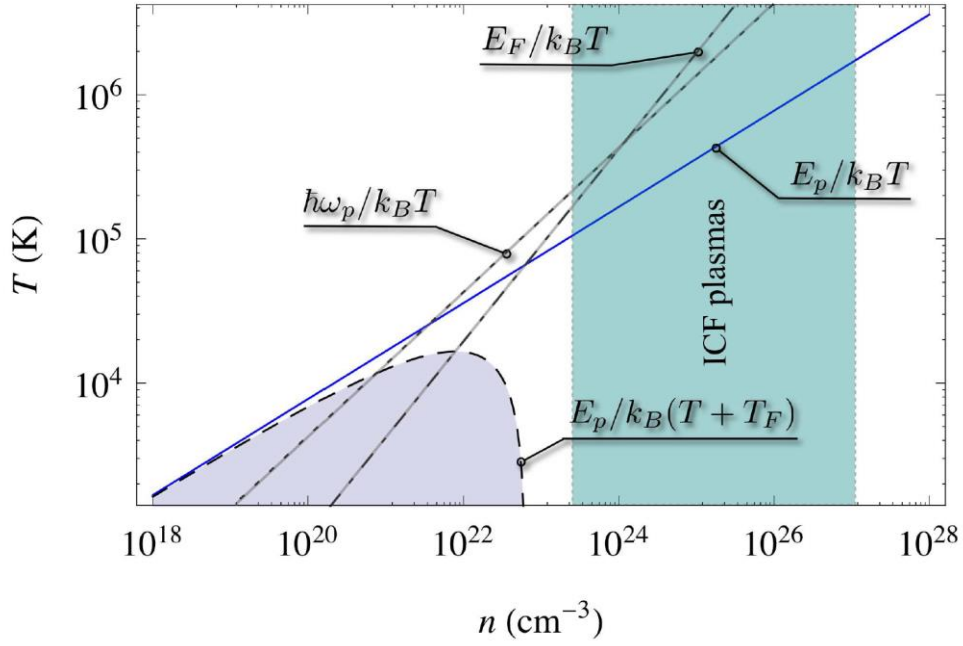 E_F/k_BT
10^6
E_p/k_BT
ħω_p/k_BT
10^5
T (K)
ICF plasmas
10^4
E_p/k_B(T + T_F)
10^18 10^20 10^22 10^24 10^26 10^28
n (cm^−3)